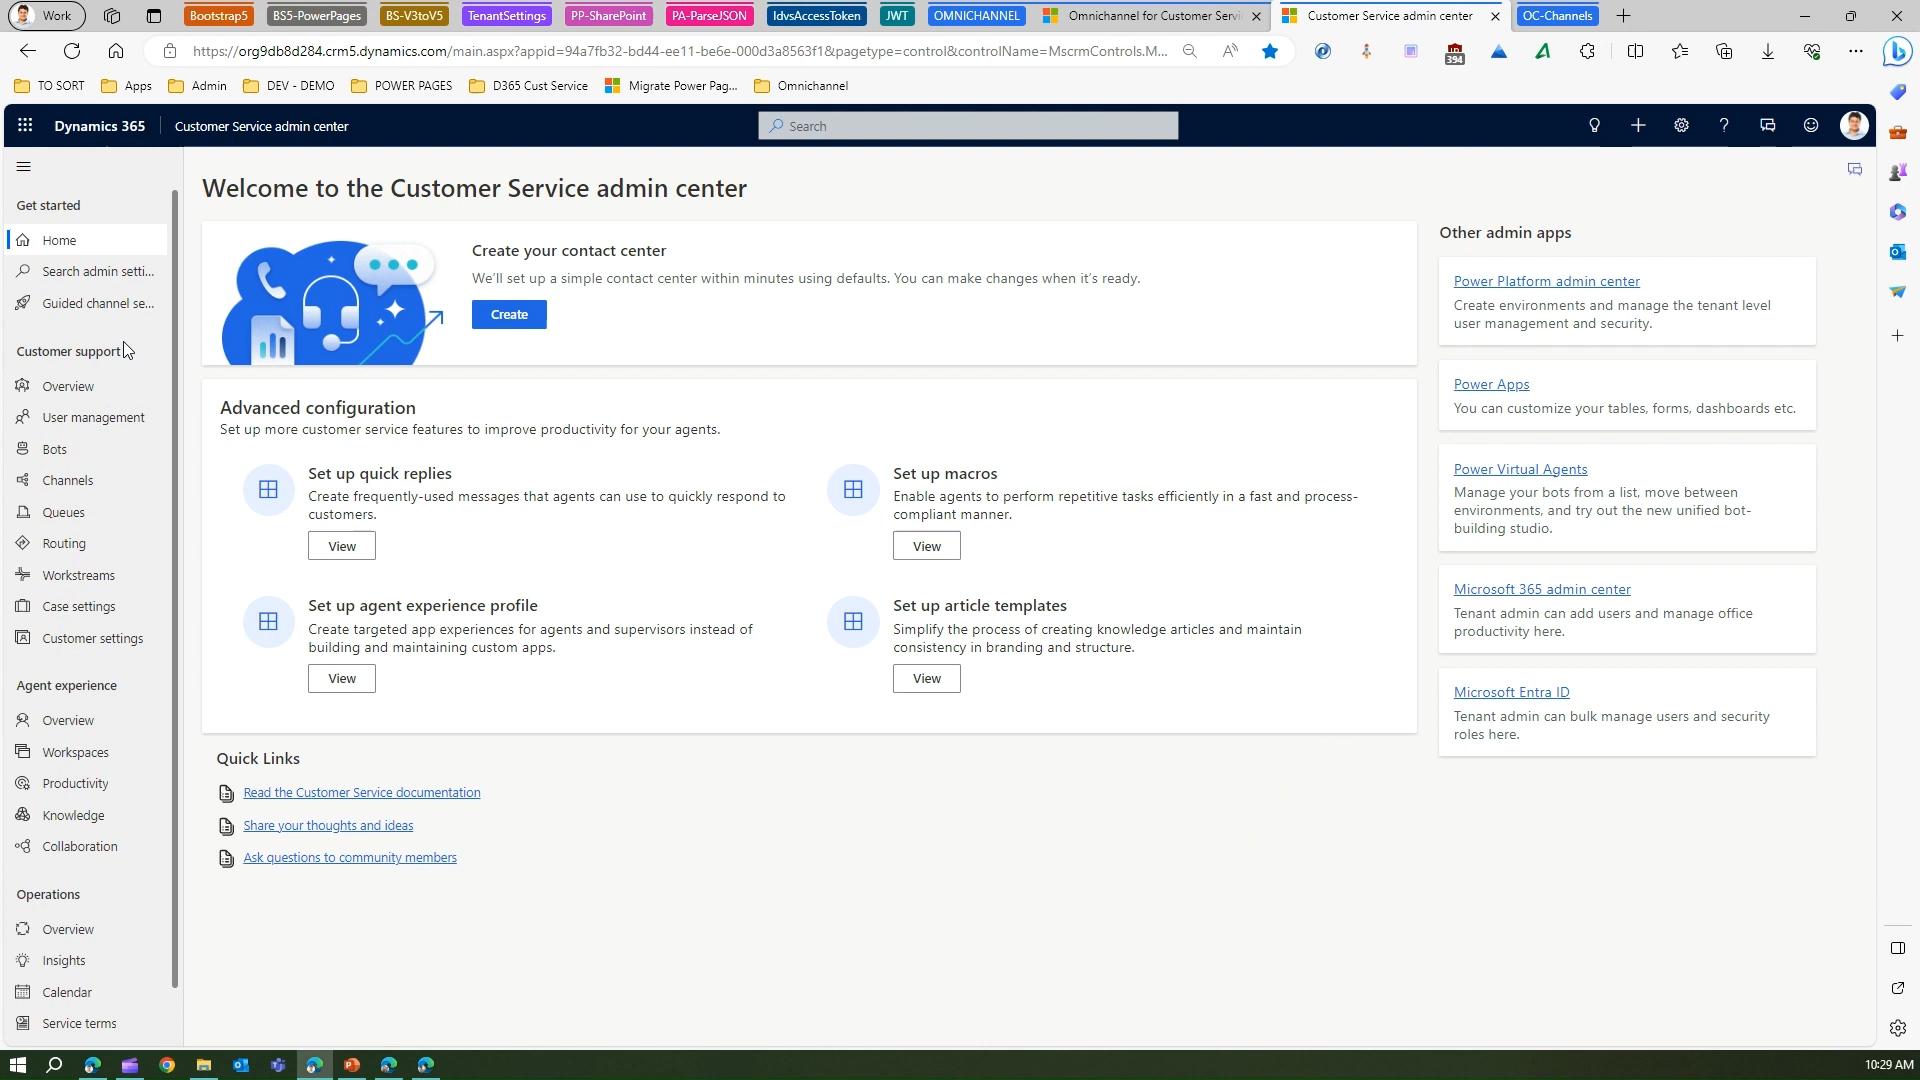 Work
Bootstrap5
BS5-PowerPages
BS-V3toV5
TenantSettings
PP-SharePoint
PA-ParseJSON
IdvsAccessToken
JWT
OMNICHANNEL
Omnichannel for Customer Servi
Customer Service admin center
OC-Channels
https://org9db8d284.crm5.dynamics.com/main.aspx?appid=94a7fb32-bd44-ee11-be6e-000d3a8563f1&pagetype=control&controlName=MscrmControls.M...
394
TO SORT
Apps
Admin
DEV - DEMO
POWER PAGES
D365 Cust Service
Migrate Power Pag...
Omnichannel
Dynamics 365
Customer Service admin center
Search
Get started
Home
Search admin setti...
Guided channel se...
Customer support
Overview
User management
Bots
Channels
Queues
Routing
Workstreams
Case settings
Customer settings
Agent experience
Overview
Workspaces
Productivity
Knowledge
Collaboration
Operations
Overview
Insights
Calendar
Service terms
Welcome to the Customer Service admin center
Create your contact center
We'll set up a simple contact center within minutes using defaults. You can make changes when it's ready.
Create
Advanced configuration
Set up more customer service features to improve productivity for your agents.
Set up quick replies
Create frequently-used messages that agents can use to quickly respond to
customers.
View
Set up macros
Enable agents to perform repetitive tasks efficiently in a fast and process-
compliant manner.
View
Set up agent experience profile
Create targeted app experiences for agents and supervisors instead of
building and maintaining custom apps.
View
Set up article templates
Simplify the process of creating knowledge articles and maintain
consistency in branding and structure.
View
Quick Links
Read the Customer Service documentation
Share your thoughts and ideas
Ask questions to community members
Other admin apps
Power Platform admin center
Create environments and manage the tenant level
user management and security.
Power Apps
You can customize your tables, forms, dashboards etc.
Power Virtual Agents
Manage your bots from a list, move between
environments, and try out the new unified bot-
building studio.
Microsoft 365 admin center
Tenant admin can add users and manage office
productivity here.
Microsoft Entra ID
Tenant admin can bulk manage users and security
roles here.
10:29 AM